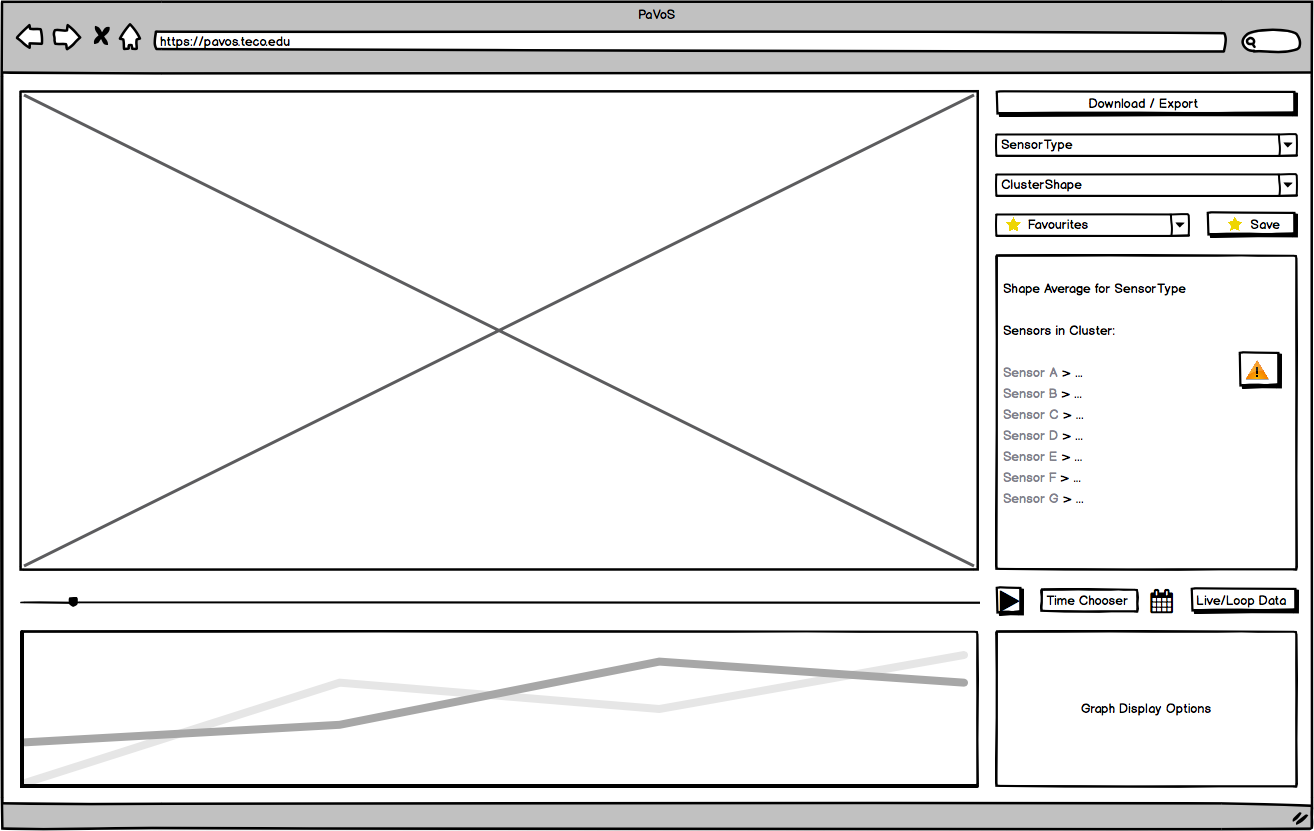 PaVoS
https://pavos.teco.edu
Download / Export
SensorType
ClusterShape
Favourites
Save
Shape Average for SensorType
Sensors in Cluster:
Sensor A > ...
Sensor B > ...
Sensor C > ...
Sensor D > ...
Sensor E > ...
Sensor F > ...
Sensor G > ...
Time Chooser
Live/Loop Data
Graph Display Options